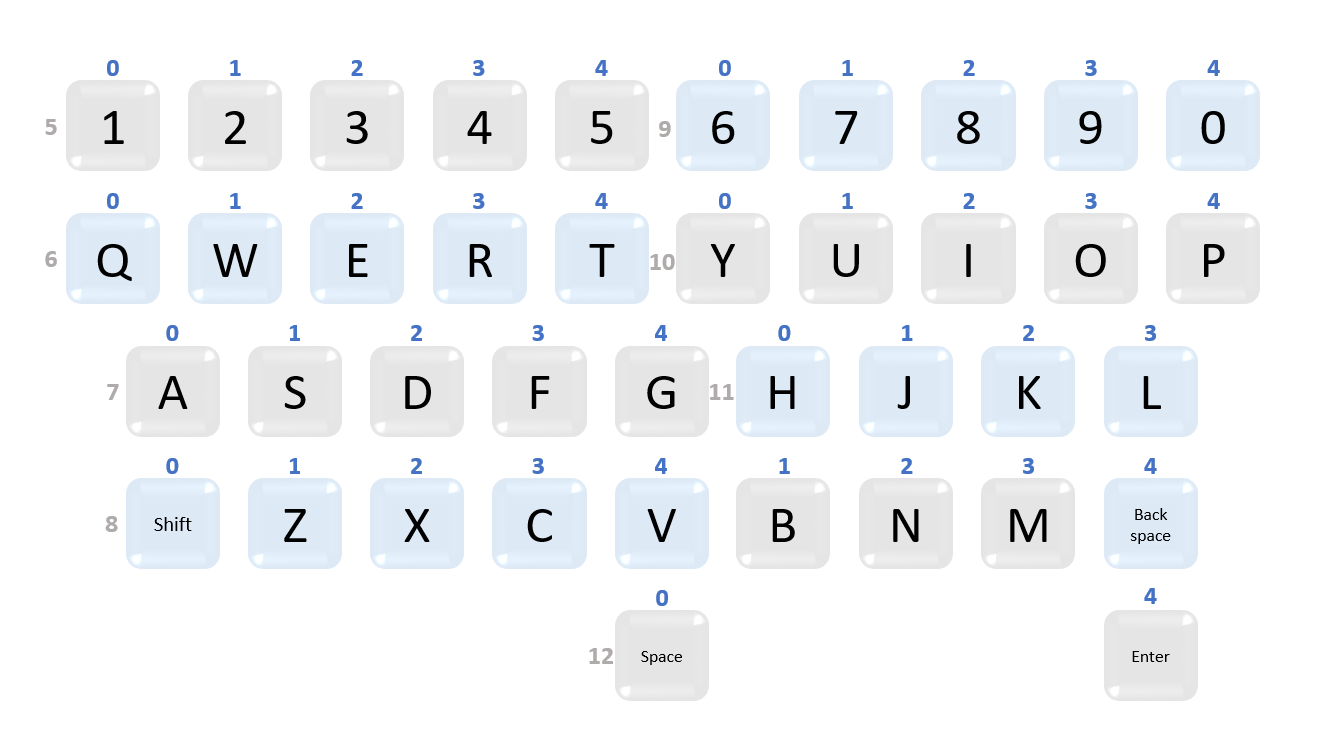 0 1 2 3 4 0 1 2 3 4
5 1 2 3 4 5 9 6 7 8 9 0
0 1 2 3 4 0 1 2 3 4
6 Q W E R T 10 Y U I O P
0 1 2 3 4 0 1 2 3
7 A S D F G 11 H J K L
0 1 2 3 4 1 2 3 4
8 Shift Z X C V B N M Back
space
0 4
12 Space Enter